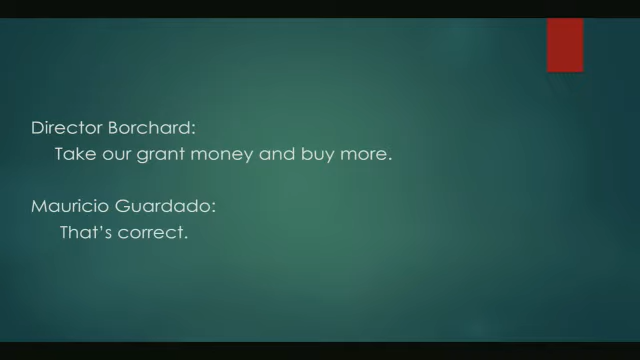 Director Borchard:
Take our grant money and buy more.
Mauricio Guardado:
That's correct.